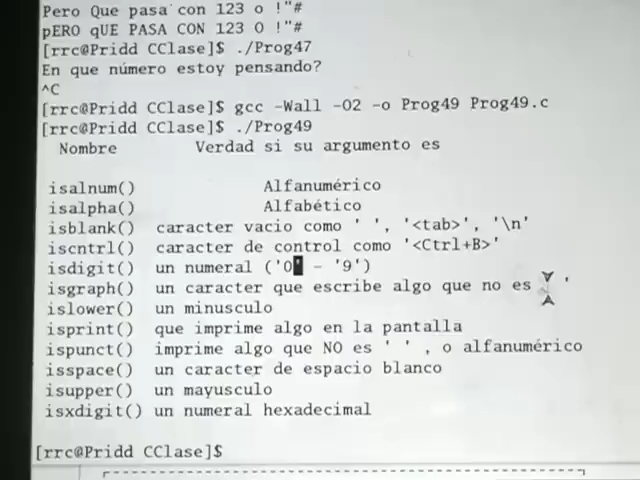 Pero Que pasa con 123 o !"#
pERO qUE PASA CON 123 O !"#
[rrc@Pridd CClase]$ ./Prog47
En que número estoy pensando?
^C
[rrc@Pridd CClase]$ gcc -Wall -O2 -o Prog49 Prog49.c
[rrc@Pridd CClase]$ ./Prog49
Nombre Verdad si su argumento es
isalnum() Alfanumérico
isalpha() Alfabético
isblank() caracter vacio como ' ', '<tab>', '\n'
iscntrl() caracter de control como '<Ctrl+B>'
isdigit() un numeral ('0' - '9')
isgraph() un caracter que escribe algo que no es '
islower() un minusculo
isprint() que imprime algo en la pantalla
ispunct() imprime algo que NO es ' ' , o alfanumérico
isspace() un caracter de espacio blanco
isupper() un mayusculo
isxdigit() un numeral hexadecimal
[rrc@Pridd CClase]$